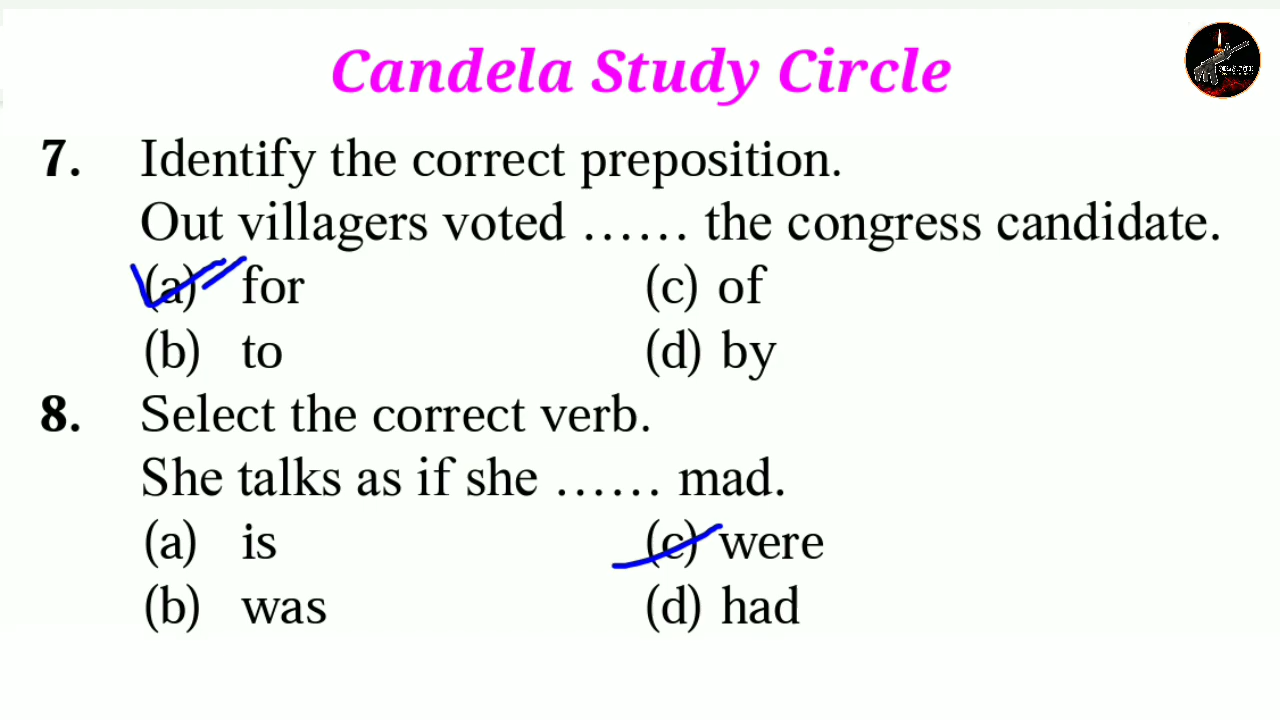 Candela Study Circle
7. Identify the correct preposition.
Out villagers voted ...... the congress candidate.
(a) for (c) of
(b) to (d) by
8. Select the correct verb.
She talks as if she ...... mad.
(a) is (c) were
(b) was (d) had